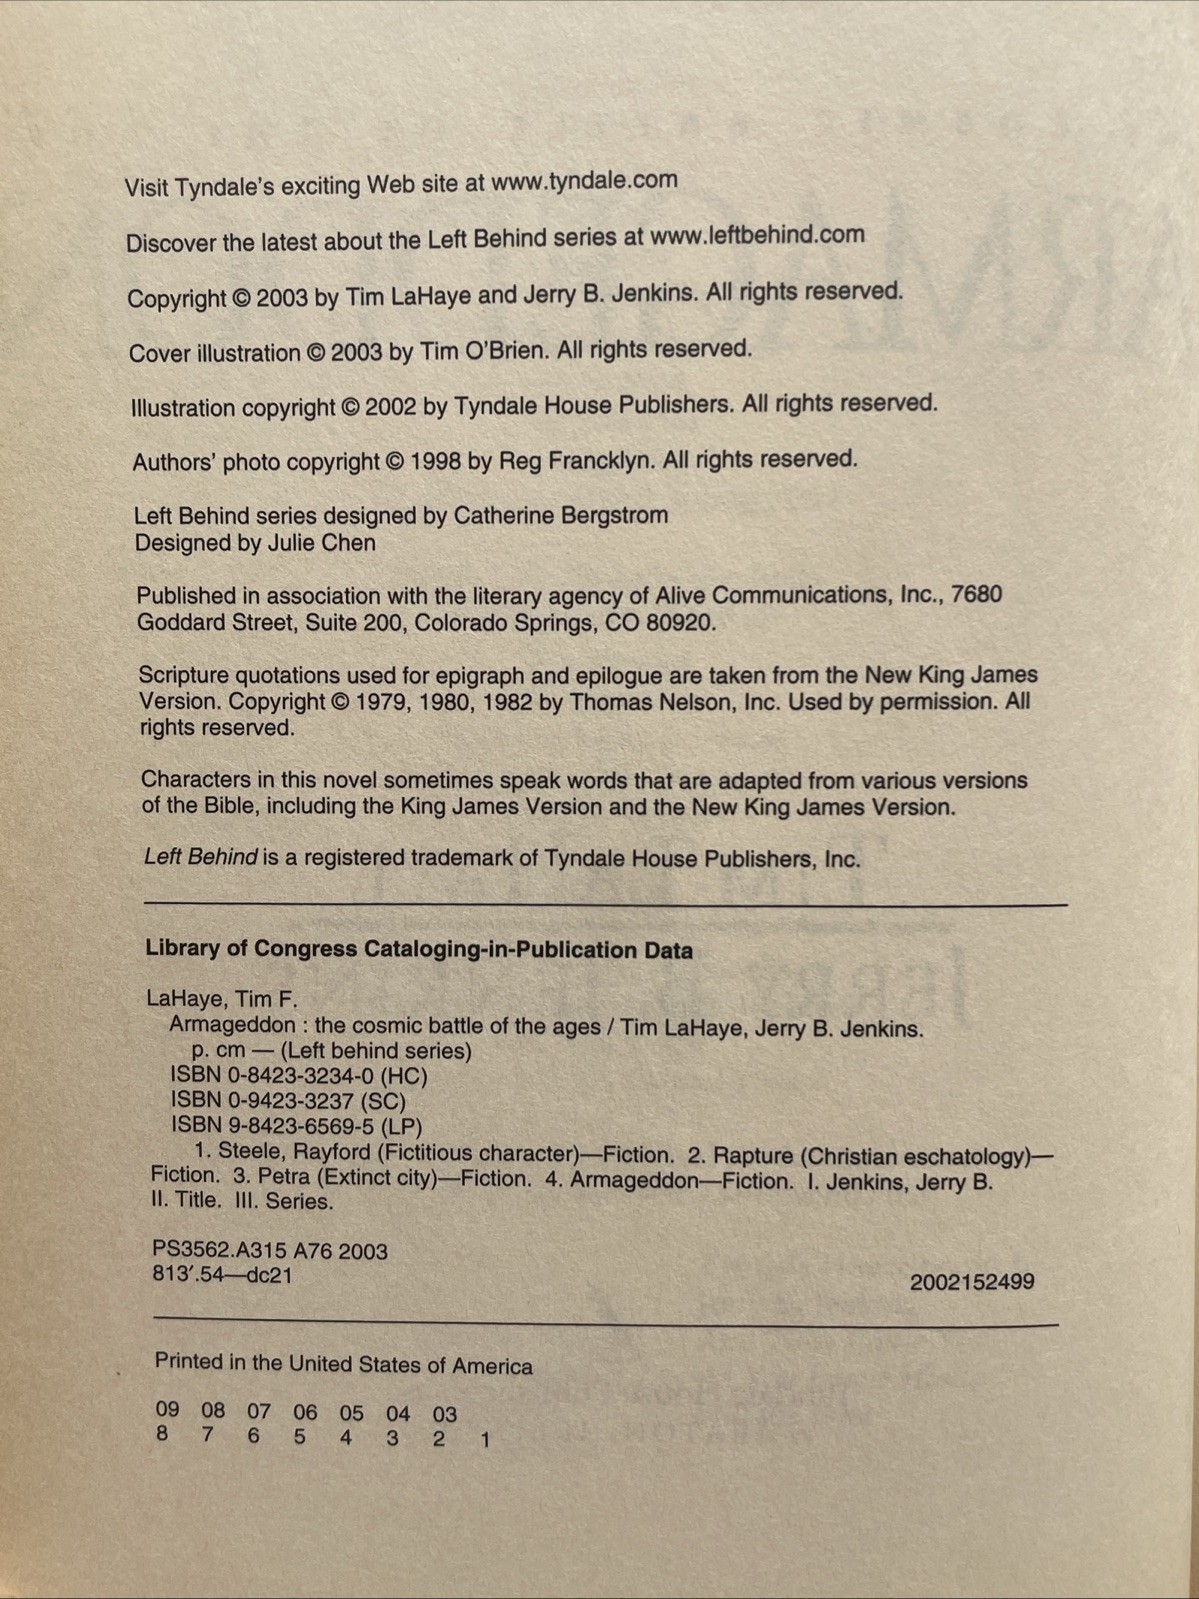 Visit Tyndale's exciting Web site at www.tyndale.com
Discover the latest about the Left Behind series at www.leftbehind.com
Copyright © 2003 by Tim LaHaye and Jerry B. Jenkins. All rights reserved.
Cover illustration © 2003 by Tim O'Brien. All rights reserved.
Illustration copyright © 2002 by Tyndale House Publishers. All rights reserved.
Authors' photo copyright © 1998 by Reg Francklyn. All rights reserved.
Left Behind series designed by Catherine Bergstrom
Designed by Julie Chen
Published in association with the literary agency of Alive Communications, Inc., 7680
Goddard Street, Suite 200, Colorado Springs, CO 80920.
Scripture quotations used for epigraph and epilogue are taken from the New King James
Version. Copyright © 1979, 1980, 1982 by Thomas Nelson, Inc. Used by permission. All
rights reserved.
Characters in this novel sometimes speak words that are adapted from various versions
of the Bible, including the King James Version and the New King James Version.
Left Behind is a registered trademark of Tyndale House Publishers, Inc.
Library of Congress Cataloging-in-Publication Data
LaHaye, Tim F.
Armageddon : the cosmic battle of the ages / Tim LaHaye, Jerry B. Jenkins.
p. cm — (Left behind series)
ISBN 0-8423-3234-0 (HC)
ISBN 0-9423-3237 (SC)
ISBN 9-8423-6569-5 (LP)
1. Steele, Rayford (Fictitious character)—Fiction. 2. Rapture (Christian eschatology)—
Fiction. 3. Petra (Extinct city)—Fiction. 4. Armageddon—Fiction. I. Jenkins, Jerry B.
II. Title. III. Series.
PS3562.A315 A76 2003
813′.54—dc21
2002152499
Printed in the United States of America
09 08 07 06 05 04 03
8 7 6 5 4 3 2 1